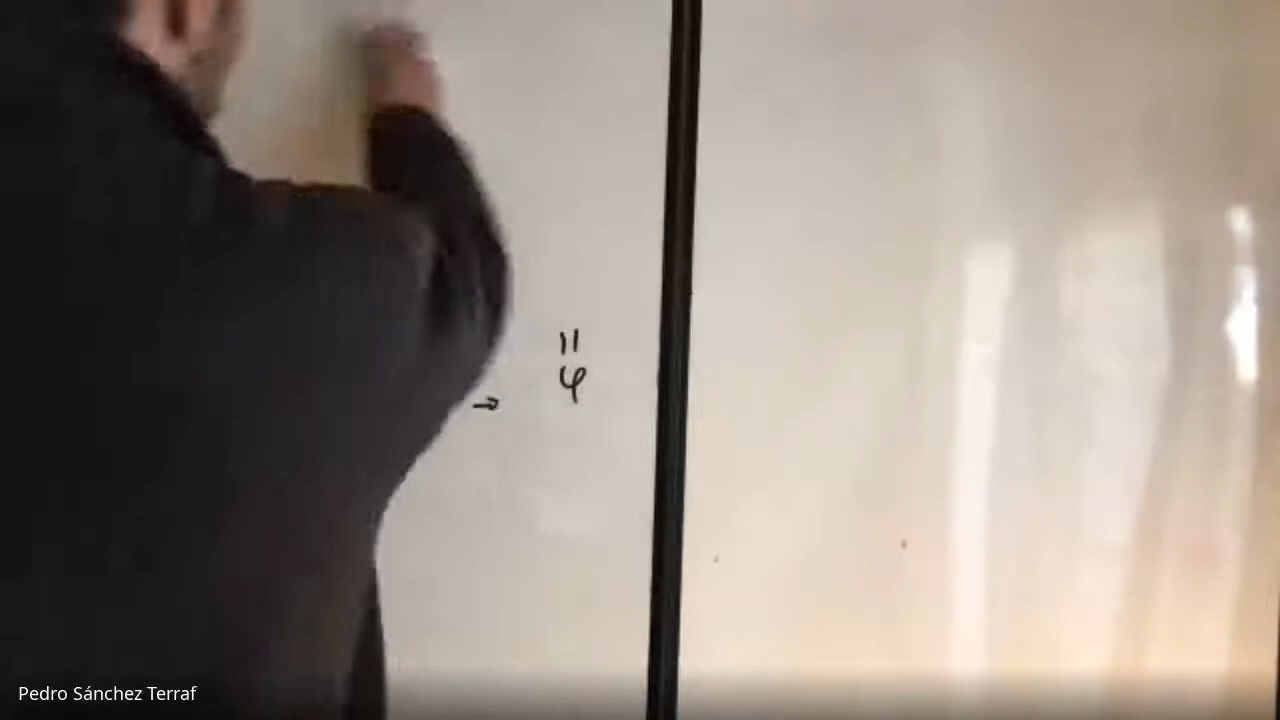 ||
φ
→
Pedro Sánchez Terraf